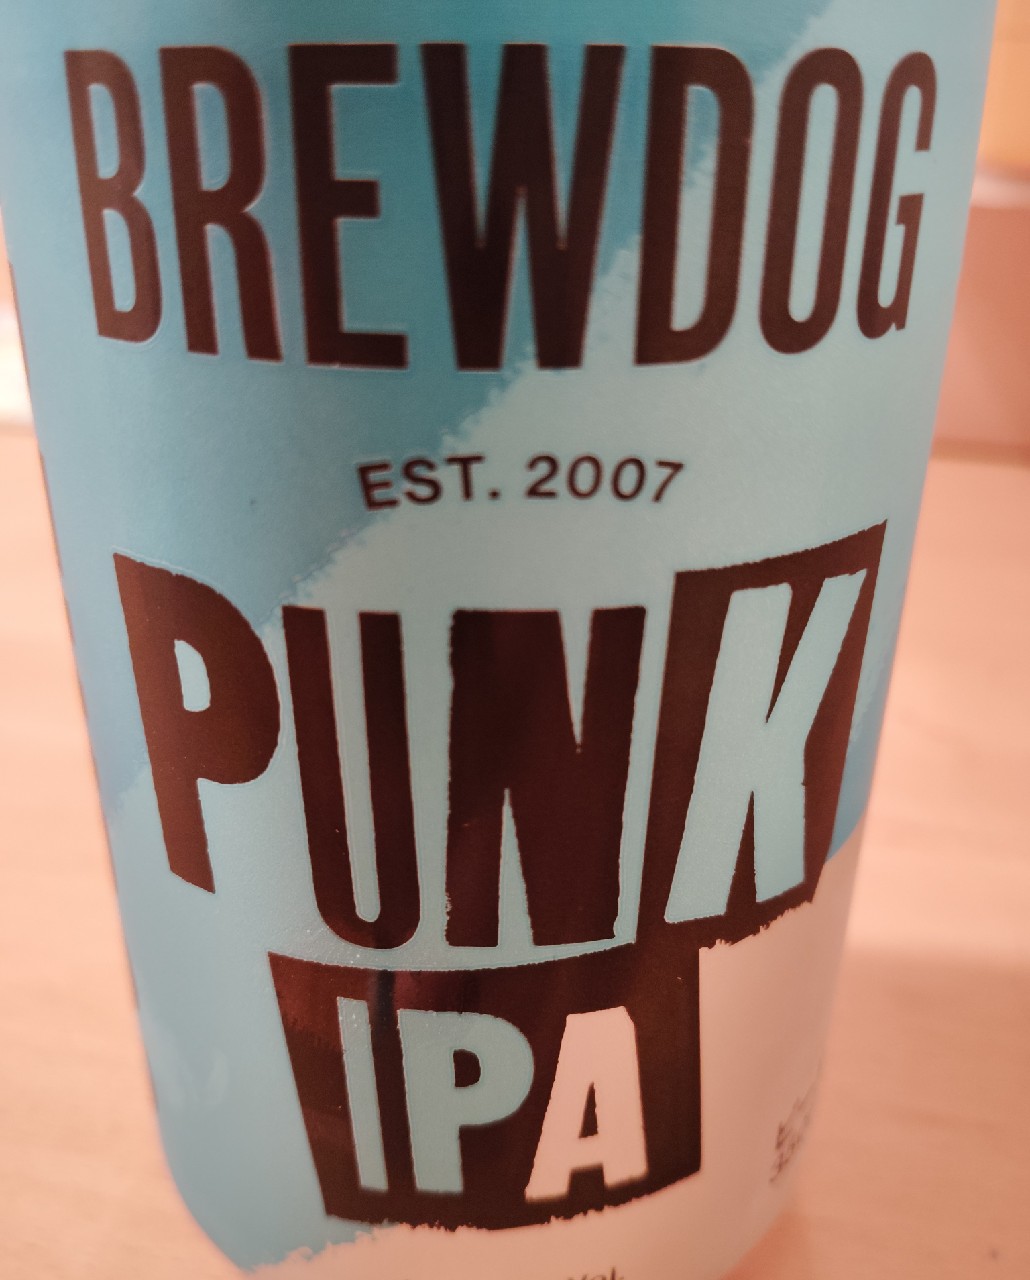 BREWDOG
EST. 2007
PUNK
IPA